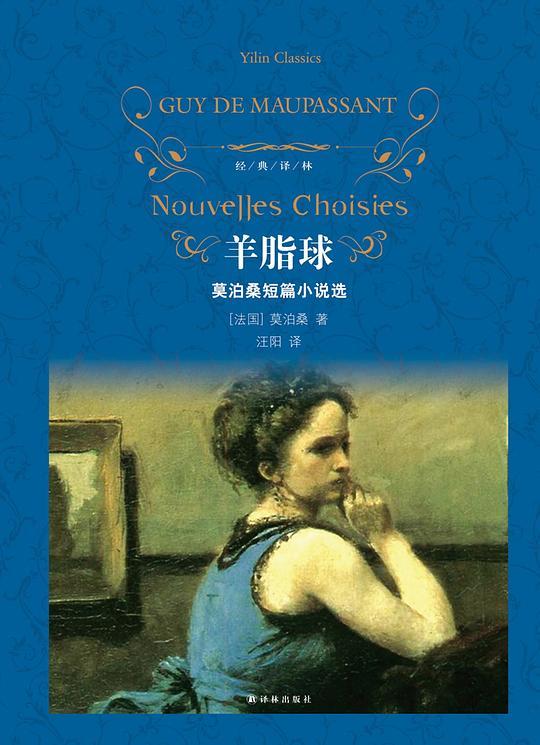 Yilin Classics
GUY DE MAUPASSANT
经/典/译/林
Nouvelles Choisies
羊脂球
莫泊桑短篇小说选
[法国] 莫泊桑 著
汪阳 译
译林出版社